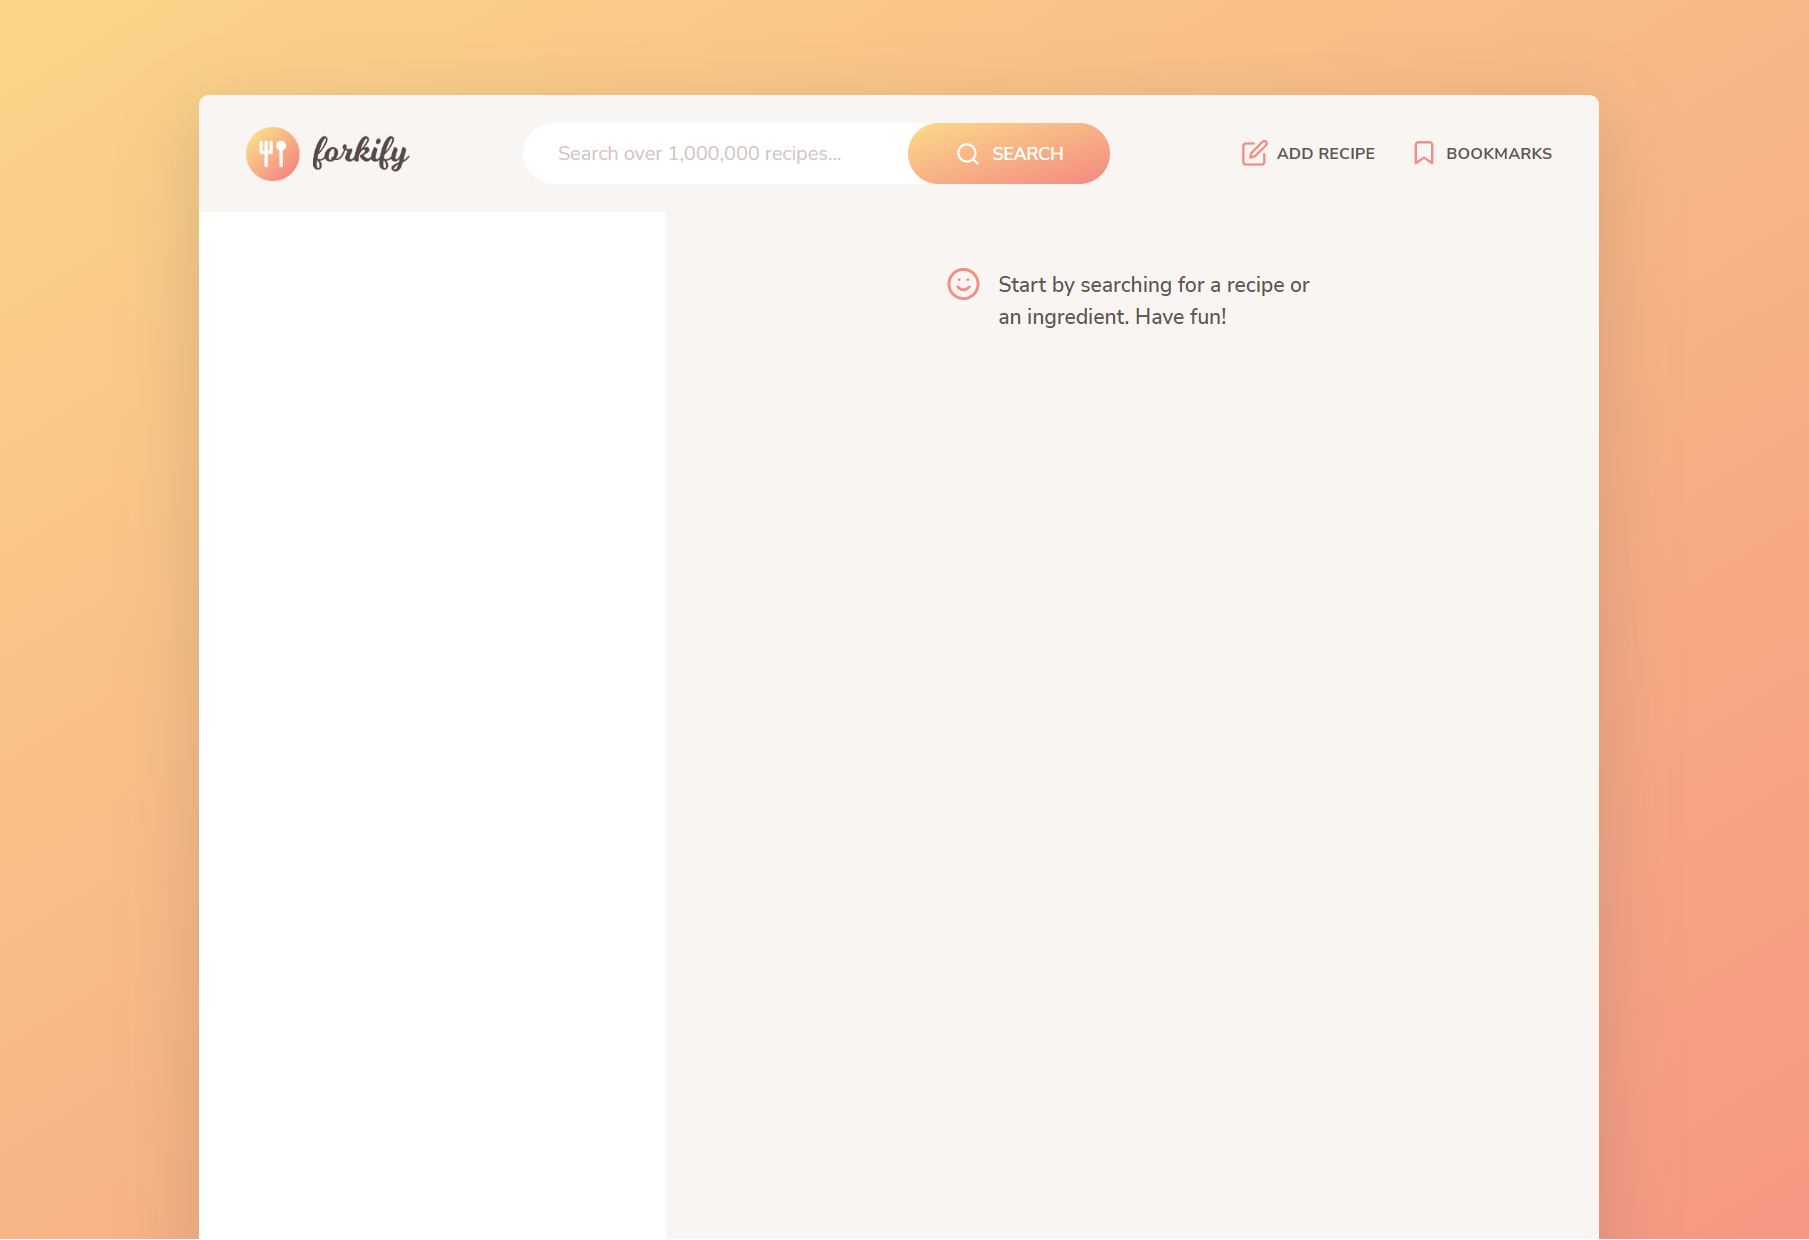 forkify
Search over 1,000,000 recipes...
SEARCH
ADD RECIPE
BOOKMARKS
Start by searching for a recipe or
an ingredient. Have fun!